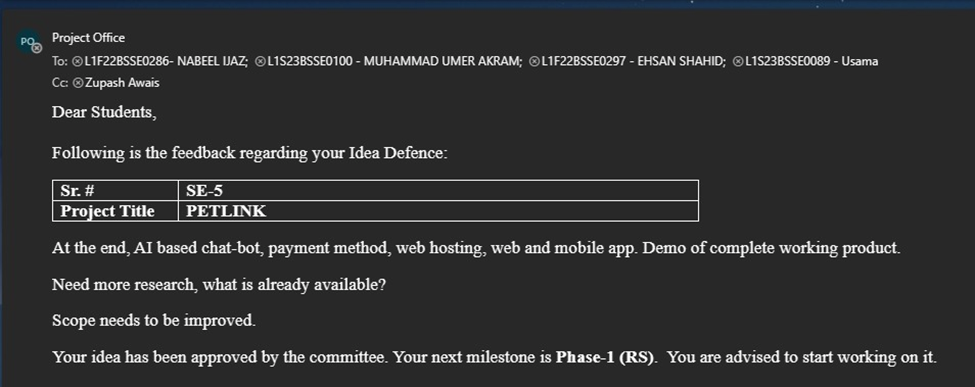 PO
Project Office
To: L1F22BSSE0286- NABEEL IJAZ; L1S23BSSE0100 - MUHAMMAD UMER AKRAM; L1F22BSSE0297 - EHSAN SHAHID; L1S23BSSE0089 - Usama
Cc: Zupash Awais
Dear Students,
Following is the feedback regarding your Idea Defence:
Sr. # SE-5
Project Title PETLINK
At the end, AI based chat-bot, payment method, web hosting, web and mobile app. Demo of complete working product.
Need more research, what is already available?
Scope needs to be improved.
Your idea has been approved by the committee. Your next milestone is Phase-1 (RS). You are advised to start working on it.